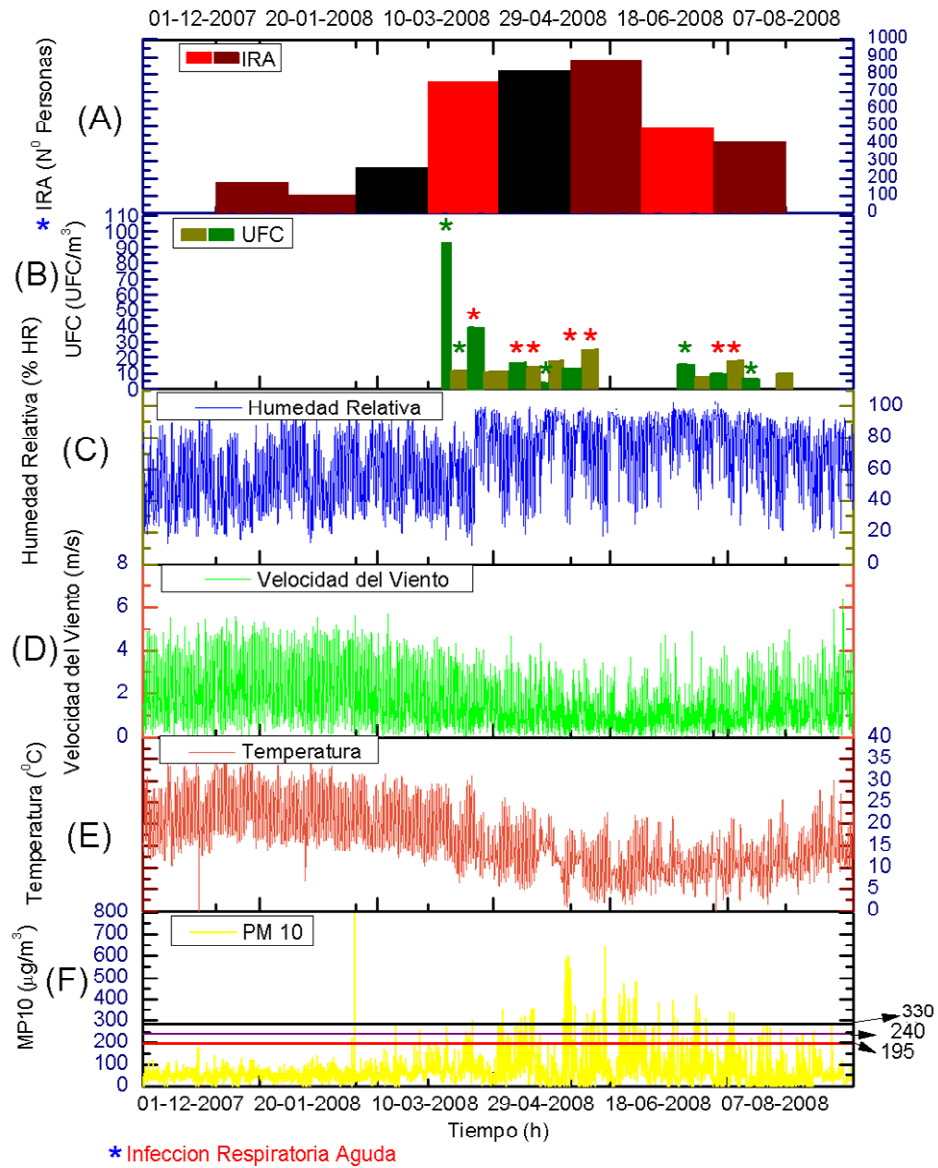 01-12-2007 20-01-2008 10-03-2008 29-04-2008 18-06-2008 07-08-2008
(A)
* IRA (N⁰ Personas)
IRA
1000
900
800
700
600
500
400
300
200
100
0
(B)
UFC (UFC/m³)
UFC
110
100
90
80
70
60
50
40
30
20
10
0
* * * * * * * * * * * *
(C)
Humedad Relativa (% HR)
Humedad Relativa
100
80
60
40
20
0
(D)
Velocidad del Viento (m/s)
Velocidad del Viento
8
6
4
2
0
(E)
Temperatura (⁰C)
Temperatura
40
35
30
25
20
15
10
5
0
(F)
MP10 (µg/m³)
PM 10
800
700
600
500
400
300
200
100
0
330
240
195
01-12-2007 20-01-2008 10-03-2008 29-04-2008 18-06-2008 07-08-2008
Tiempo (h)
* Infeccion Respiratoria Aguda